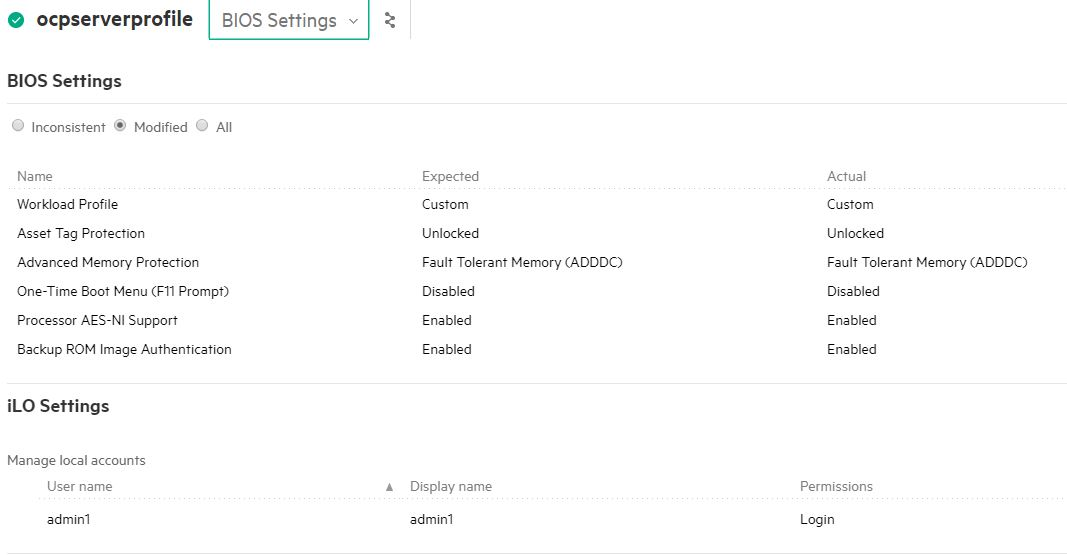 ocpserverprofile BIOS Settings
BIOS Settings
Inconsistent Modified All
Name Expected Actual
Workload Profile Custom Custom
Asset Tag Protection Unlocked Unlocked
Advanced Memory Protection Fault Tolerant Memory (ADDDC) Fault Tolerant Memory (ADDDC)
One-Time Boot Menu (F11 Prompt) Disabled Disabled
Processor AES-NI Support Enabled Enabled
Backup ROM Image Authentication Enabled Enabled
iLO Settings
Manage local accounts
User name Display name Permissions
admin1 admin1 Login